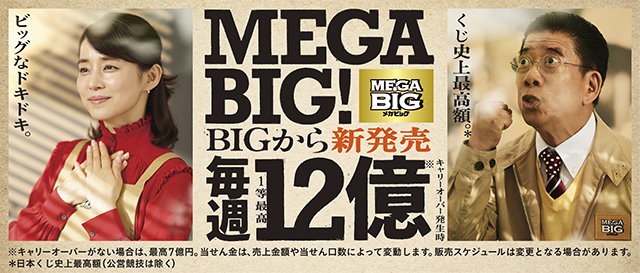 ビッグなドキドキ。
MEGA
BIG!
MEGA
BIG
メガビッグ
BIGから新発売
毎週
1等最高
12億
※
キャリーオーバー発生時
くじ史上最高額。*
MEGA
BIG
※キャリーオーバーがない場合は、最高7億円。当せん金は、売上金額や当せん口数によって変動します。販売スケジュールは変更となる場合があります。
*日本くじ史上最高額(公営競技は除く)